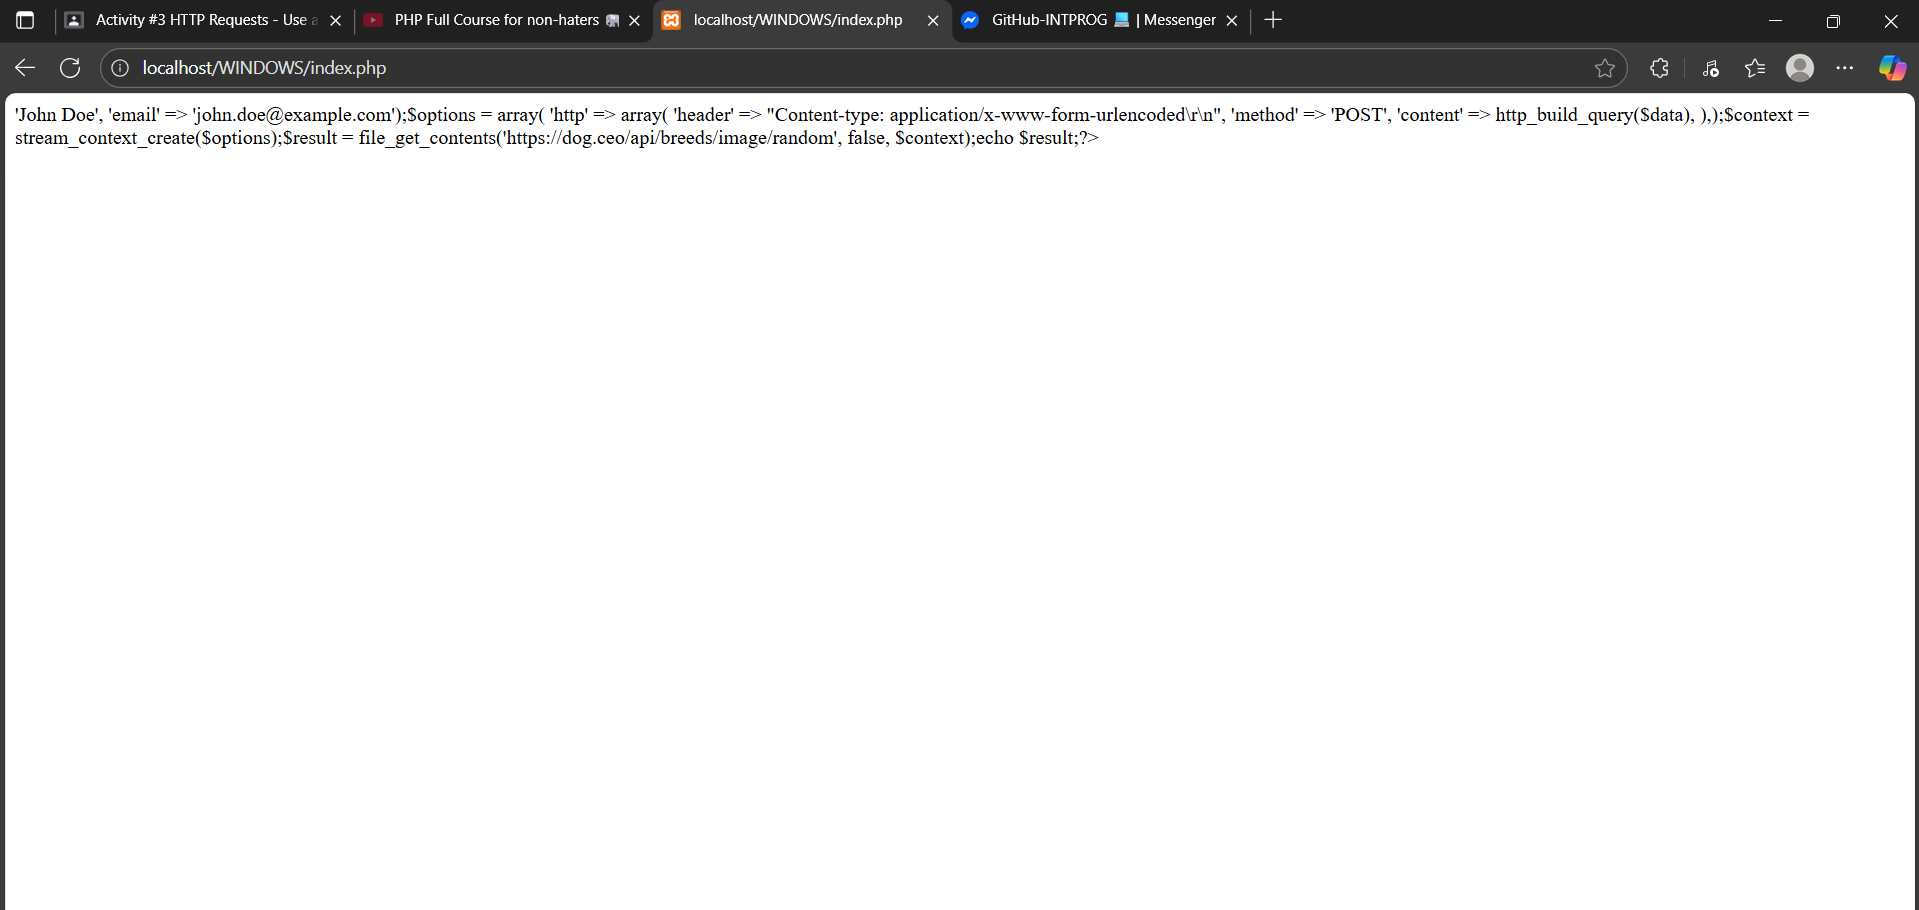 Activity #3 HTTP Requests - Use a
PHP Full Course for non-haters
localhost/WINDOWS/index.php
GitHub-INTPROG 💻 | Messenger
localhost/WINDOWS/index.php
'John Doe', 'email' => 'john.doe@example.com');$options = array( 'http' => array( 'header' => "Content-type: application/x-www-form-urlencoded\r\n", 'method' => 'POST', 'content' => http_build_query($data), ),);$context =
stream_context_create($options);$result = file_get_contents('https://dog.ceo/api/breeds/image/random', false, $context);echo $result;?>